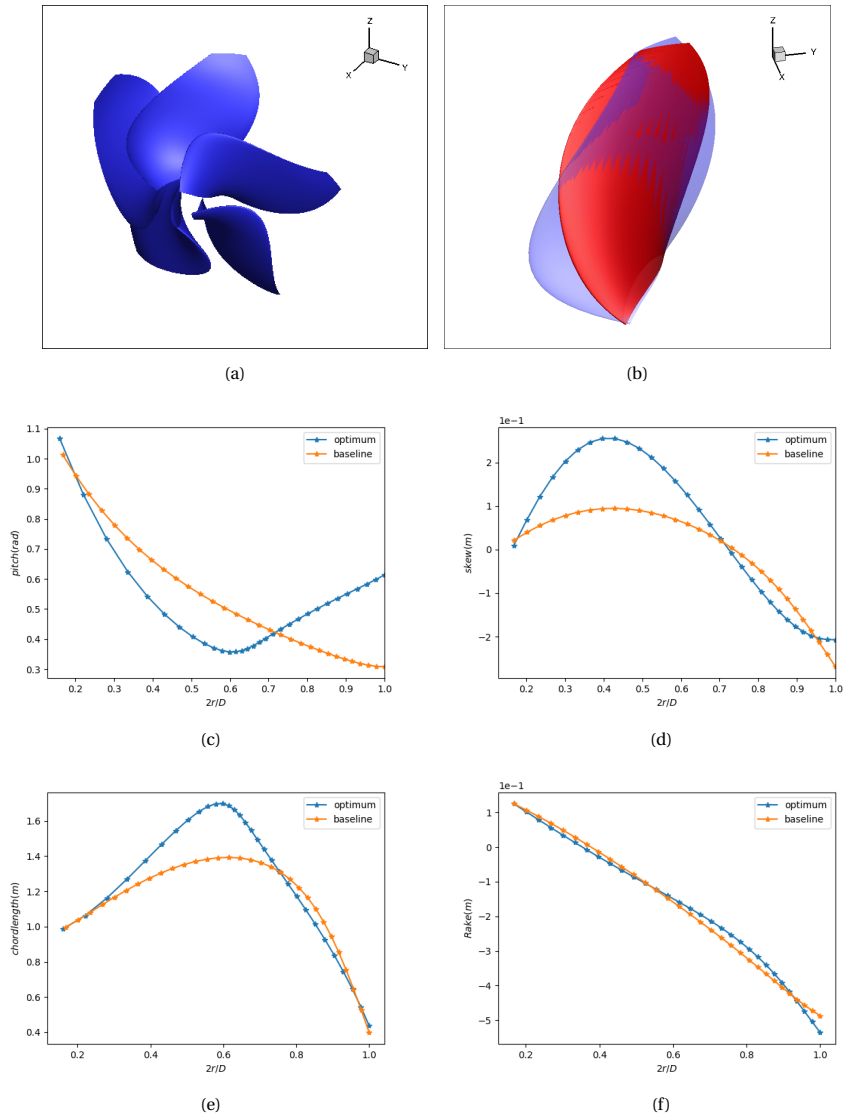 Z
X
Y
Z
Y
X
(a)
(b)
optimum
baseline
1.1
1.0
0.9
0.8
0.7
0.6
0.5
0.4
0.3
pitch(rad)
0.2
0.3
0.4
0.5
0.6
0.7
0.8
0.9
1.0
2r/D
(c)
1e−1
optimum
baseline
2
1
0
−1
−2
skew(m)
0.2
0.3
0.4
0.5
0.6
0.7
0.8
0.9
1.0
2r/D
(d)
optimum
baseline
1.6
1.4
1.2
1.0
0.8
0.6
0.4
chordlength(m)
0.2
0.4
0.6
0.8
1.0
2r/D
(e)
1e−1
optimum
baseline
1
0
−1
−2
−3
−4
−5
Rake(m)
0.2
0.4
0.6
0.8
1.0
2r/D
(f)